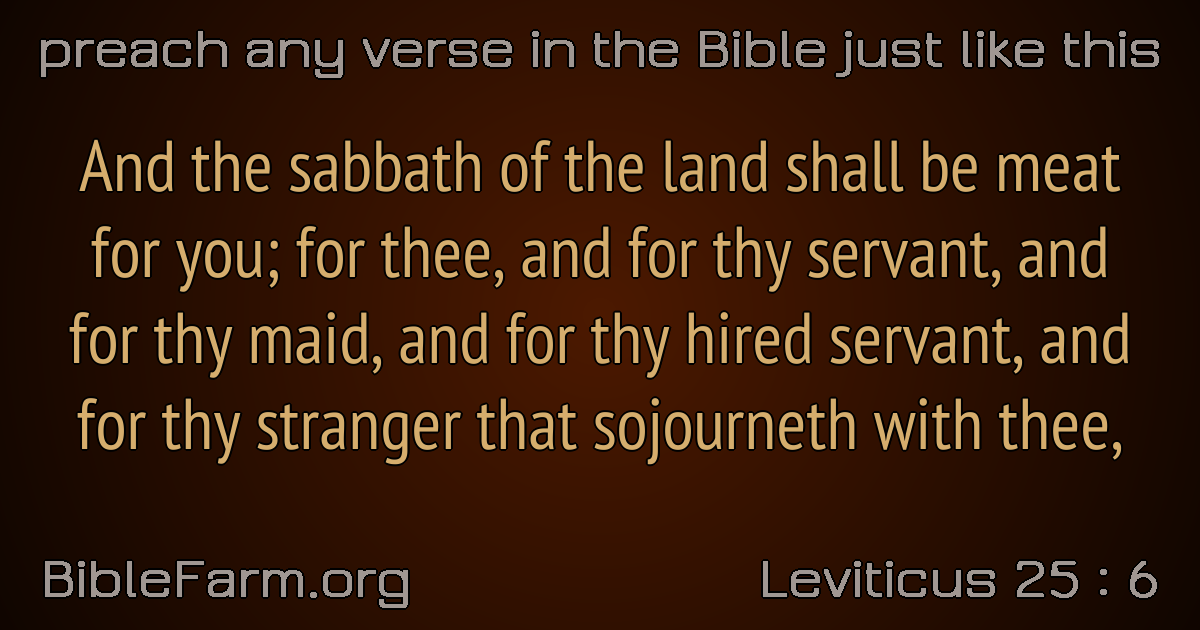 preach any verse in the Bible just like this
And the sabbath of the land shall be meat
for you; for thee, and for thy servant, and
for thy maid, and for thy hired servant, and
for thy stranger that sojourneth with thee,
BibleFarm.org
Leviticus 25 : 6